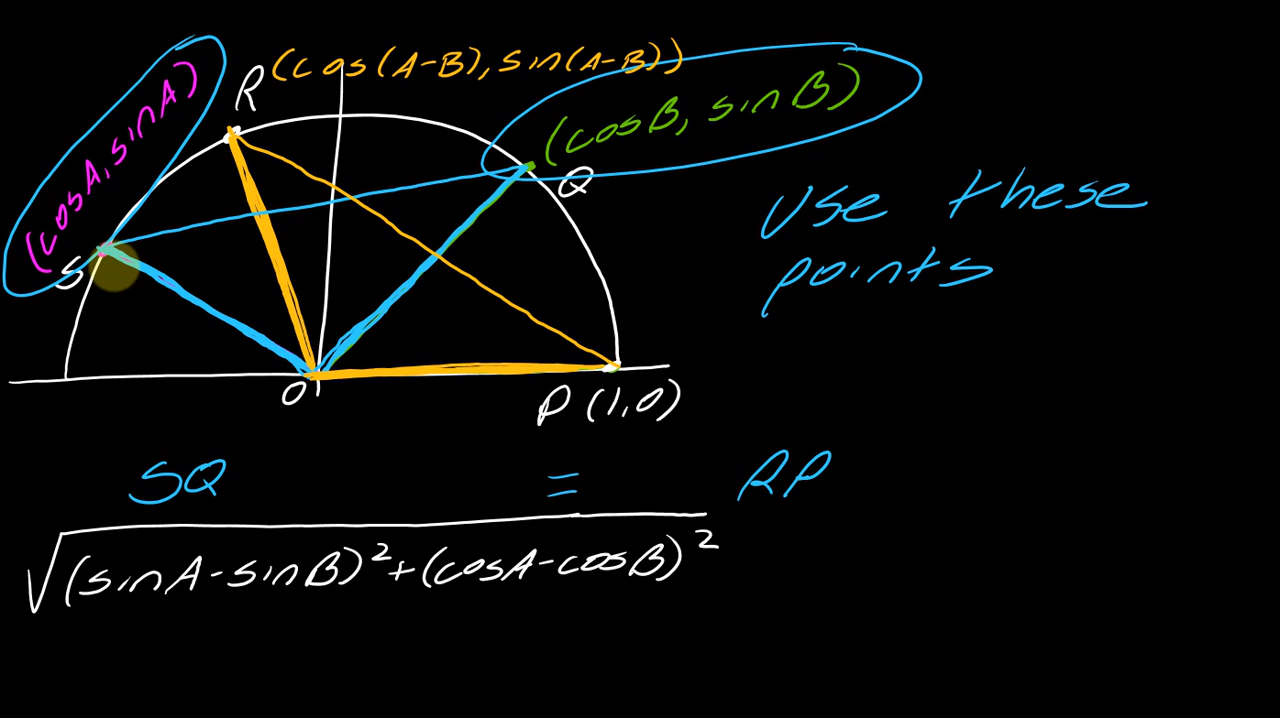 R (cos(A-B), sin(A-B))
(cosA, sinA)
(cosB, sinB)
Q
S
use these
points
O
P (1,0)
SQ = RP
√(sinA-sinB)²+(cosA-cosB)²